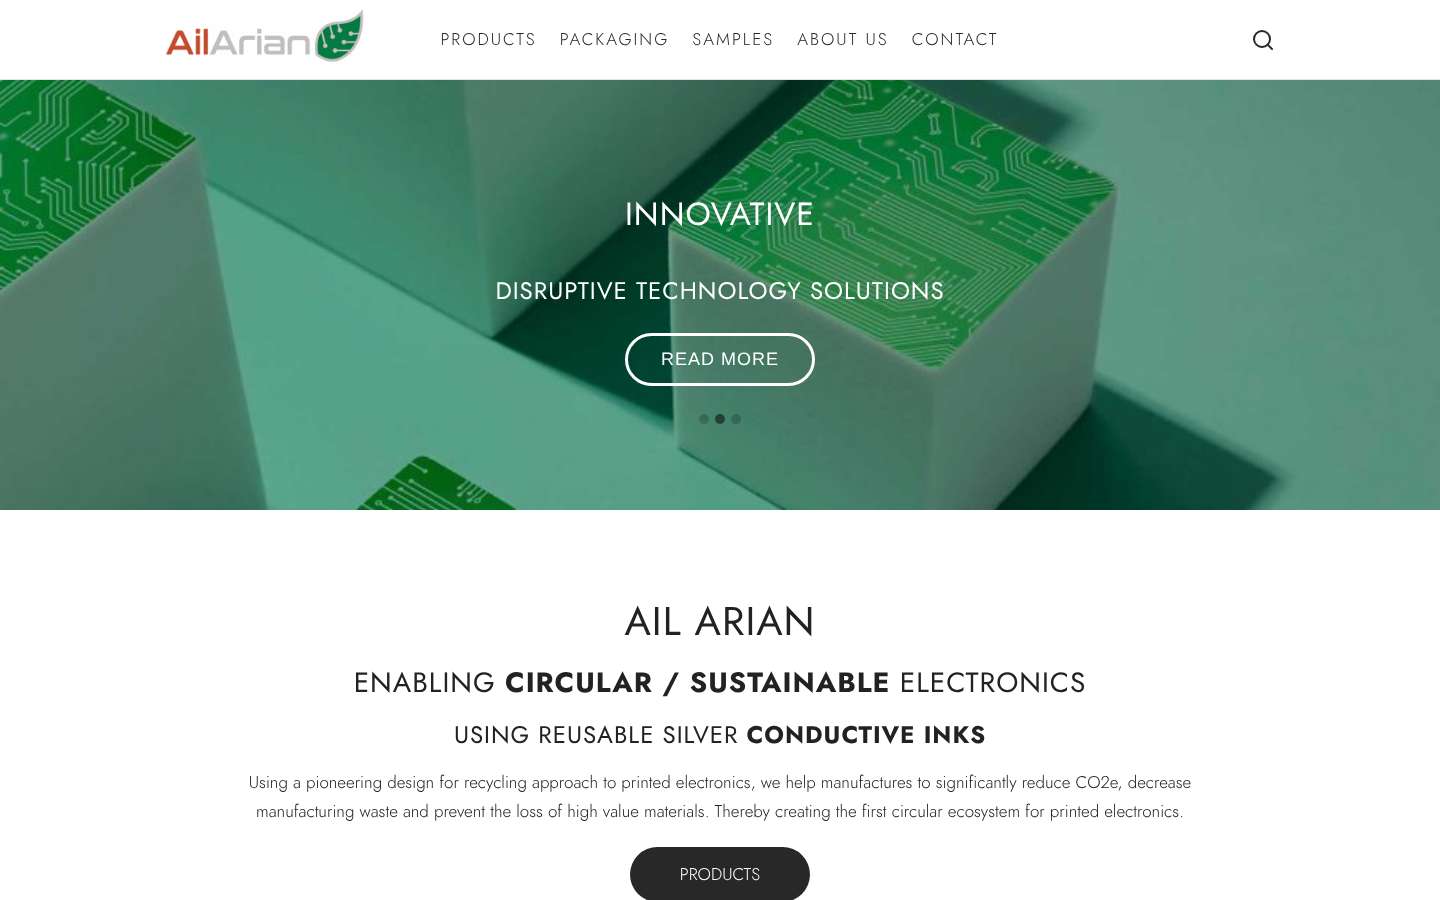 AilArian
PRODUCTS PACKAGING SAMPLES ABOUT US CONTACT
INNOVATIVE
DISRUPTIVE TECHNOLOGY SOLUTIONS
READ MORE
AIL ARIAN
ENABLING CIRCULAR / SUSTAINABLE ELECTRONICS
USING REUSABLE SILVER CONDUCTIVE INKS
Using a pioneering design for recycling approach to printed electronics, we help manufactures to significantly reduce CO2e, decrease
manufacturing waste and prevent the loss of high value materials. Thereby creating the first circular ecosystem for printed electronics.
PRODUCTS